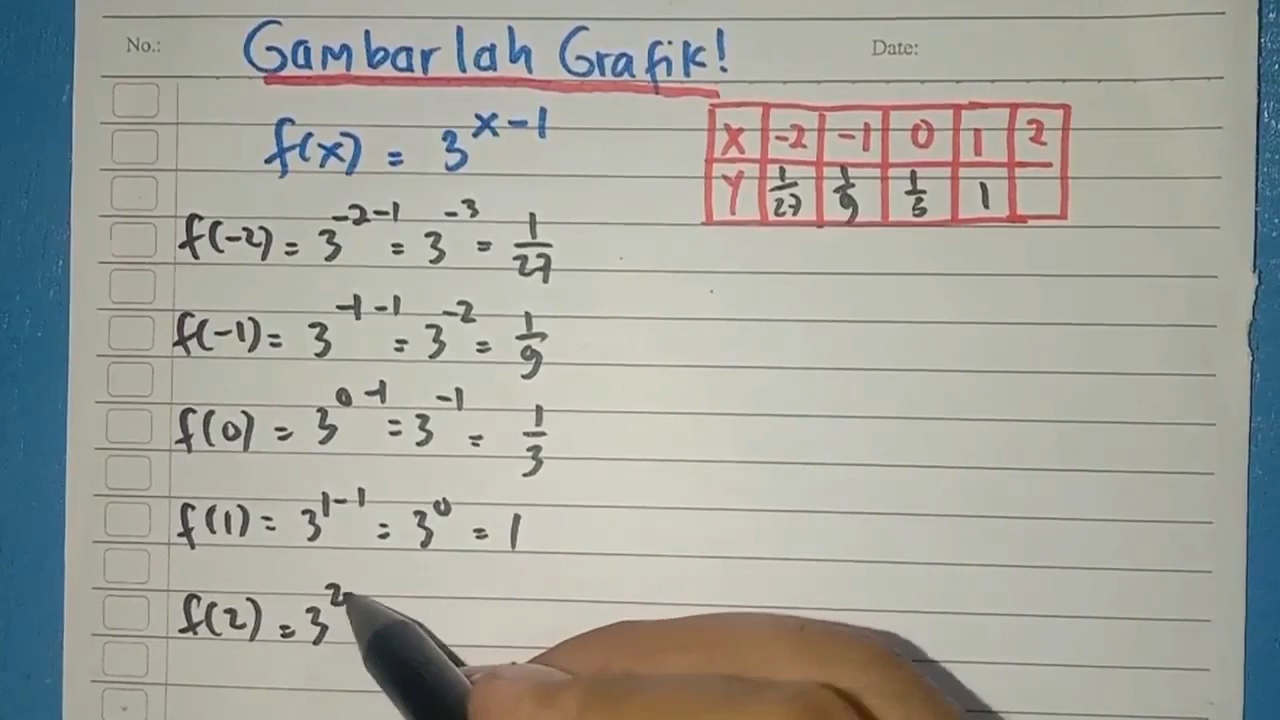 No.:
Gambarlah Grafik!
Date:
f(x) = 3^{x-1}
X -2 -1 0 1 2
Y 1/27 1/9 1/3 1
f(-2) = 3^{-2-1} = 3^{-3} = 1/27
f(-1) = 3^{-1-1} = 3^{-2} = 1/9
f(0) = 3^{0-1} = 3^{-1} = 1/3
f(1) = 3^{1-1} = 3^{0} = 1
f(2) = 3^{2